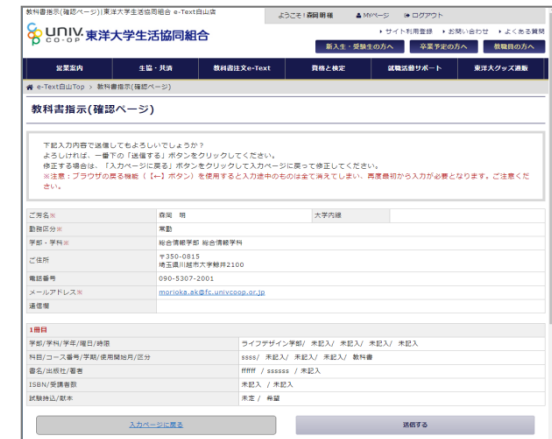 教科書指示(確認ページ)|東洋大学生活協同組合 e-Text白山店
ようこそ!森岡 明 様
MYページ
ログアウト
UNIV. CO-OP 東洋大学生活協同組合
サイト利用登録
お問い合わせ
よくある質問
新入生・受験生の方へ
卒業予定の方へ
教職員の方へ
営業案内
生協・共済
教科書注文e-Text
資格と検定
就職活動サポート
東洋大グッズ通販
e-Text白山Top > 教科書指示(確認ページ)
教科書指示(確認ページ)
下記入力内容で送信してもよろしいでしょうか?
よろしければ、一番下の「送信する」ボタンをクリックしてください。
修正する場合は、「入力ページに戻る」ボタンをクリックして入力ページに戻って修正してください。
※注意:ブラウザの戻る機能(【←】ボタン)を使用すると入力途中のものは全て消えてしまい、再度最初から入力が必要となります。ご注意ください。
ご芳名※ 森岡 明 大学内線
勤務区分※ 常勤
学部・学科※ 総合情報学部 総合情報学科
ご住所 〒350-0815
埼玉県川越市大字鯨井2100
電話番号 090-5307-2001
メールアドレス※ morioka.ak@fc.univcoop.or.jp
通信欄
1冊目
学部/学科/学年/曜日/時限 ライフデザイン学部/ 未記入/ 未記入/ 未記入/ 未記入
科目/コース番号/学期/使用開始月/区分 ssss/ 未記入/ 未記入/ 未記入/ 教科書
書名/出版社/著者 ffffff / ssssss / 未記入
ISBN/受講者数 未記入 / 未記入
試験持込/献本 未定 / 希望
入力ページに戻る
送信する